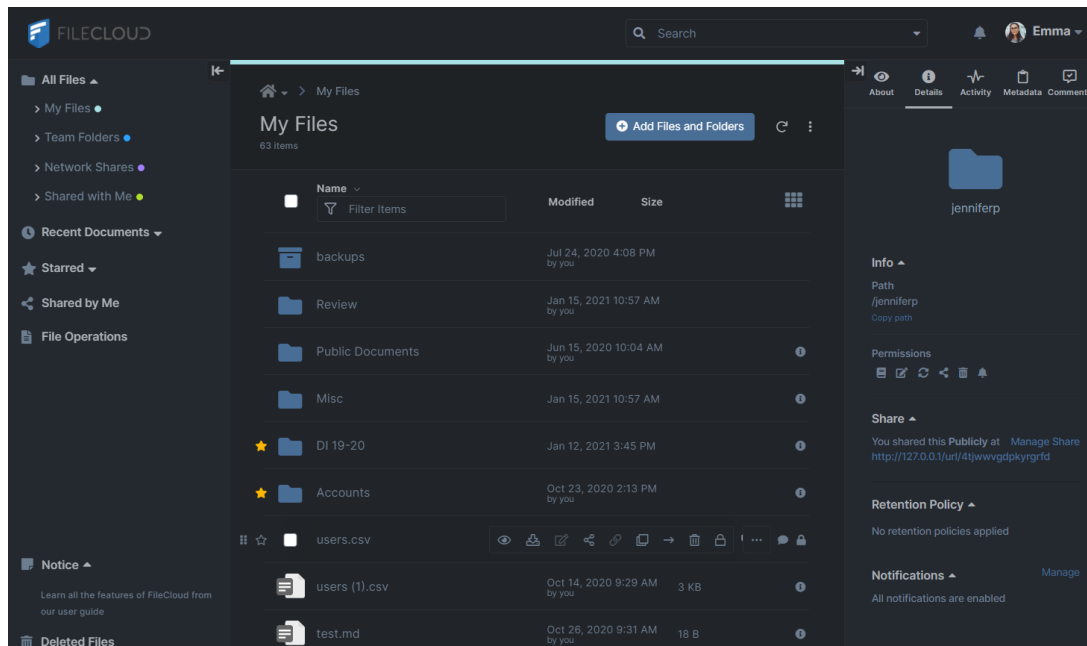 FILECLOUD
Search
Emma
All Files
My Files
Team Folders
Network Shares
Shared with Me
Recent Documents
Starred
Shared by Me
File Operations
Notice
Learn all the features of FileCloud from
our user guide
Deleted Files
My Files
My Files
63 items
Add Files and Folders
Name
Filter Items
Modified
Size
backups
Jul 24, 2020 4:08 PM
by you
Review
Jan 15, 2021 10:57 AM
by you
Public Documents
Jun 15, 2020 10:04 AM
by you
Misc
Jan 15, 2021 10:57 AM
DI 19-20
Jan 12, 2021 3:45 PM
Accounts
Oct 23, 2020 2:13 PM
by you
users.csv
users (1).csv
Oct 14, 2020 9:29 AM
by you
3 KB
test.md
Oct 26, 2020 9:31 AM
by you
18 B
About
Details
Activity
Metadata
Comment
jenniferp
Info
Path
/jenniferp
Copy path
Permissions
Share
You shared this Publicly at
Manage Share
http://127.0.0.1/url/4tjwwvgdpkyrgrfd
Retention Policy
No retention policies applied
Notifications
Manage
All notifications are enabled